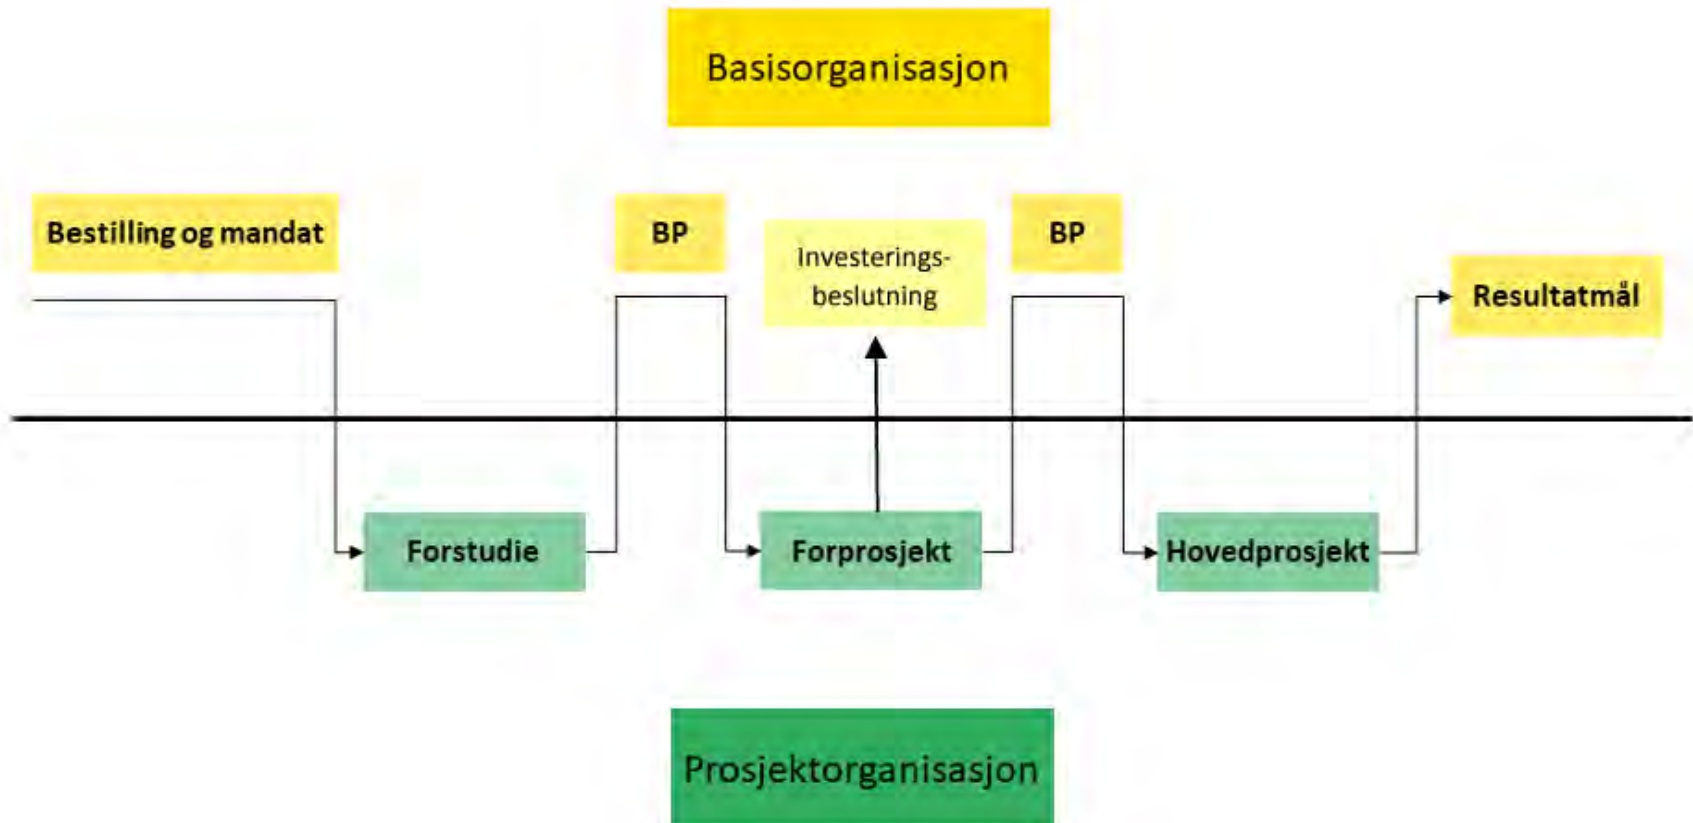 Basisorganisasjon
Bestilling og mandat
BP
Investerings-
beslutning
BP
Resultatmål
Forstudie
Forprosjekt
Hovedprosjekt
Prosjektorganisasjon